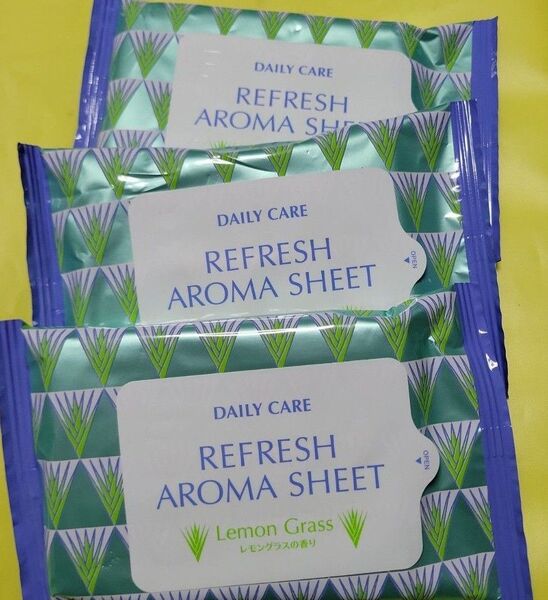 DAILY CARE
REFRESH
AROMA SHEET
DAILY CARE
REFRESH
AROMA SHEET
OPEN
DAILY CARE
REFRESH
AROMA SHEET
OPEN
Lemon Grass
レモングラスの香り